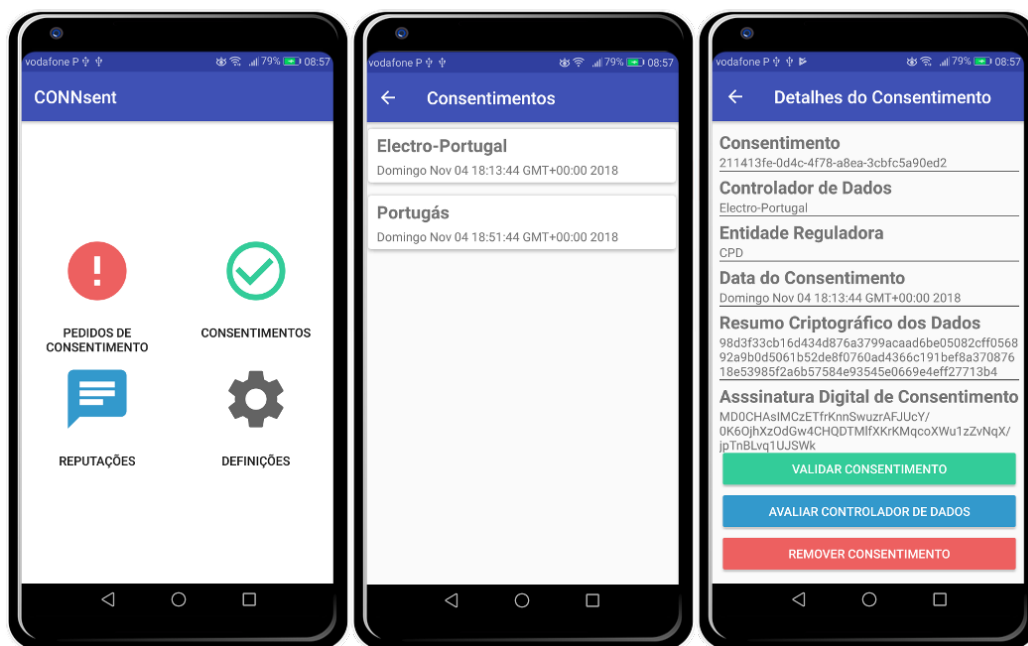 vodafone P 79% 08:57
CONNsent
PEDIDOS DE
CONSENTIMENTO
CONSENTIMENTOS
REPUTAÇÕES
DEFINIÇÕES
vodafone P 79% 08:57
Consentimentos
Electro-Portugal
Domingo Nov 04 18:13:44 GMT+00:00 2018
Portugás
Domingo Nov 04 18:51:44 GMT+00:00 2018
vodafone P 79% 08:57
Detalhes do Consentimento
Consentimento
211413fe-0d4c-4f78-a8ea-3cbfc5a90ed2
Controlador de Dados
Electro-Portugal
Entidade Reguladora
CPD
Data do Consentimento
Domingo Nov 04 18:13:44 GMT+00:00 2018
Resumo Criptográfico dos Dados
98d3f33cb16d434d876a3799acaad6be05082cff0568
92a9b0d5061b52de8f0760ad4366c191bef8a370876
18e53985f2a6b57584e93545e0669e4eff27713b4
Asssinatura Digital de Consentimento
MD0CHAsIMCzETfrKnnSwuzrAFJUcY/
0K6OjhXzOdGw4CHQDTMlfXKrKMqcoXWu1zZvNqX/
jpTnBLvq1UJSWk
VALIDAR CONSENTIMENTO
AVALIAR CONTROLADOR DE DADOS
REMOVER CONSENTIMENTO